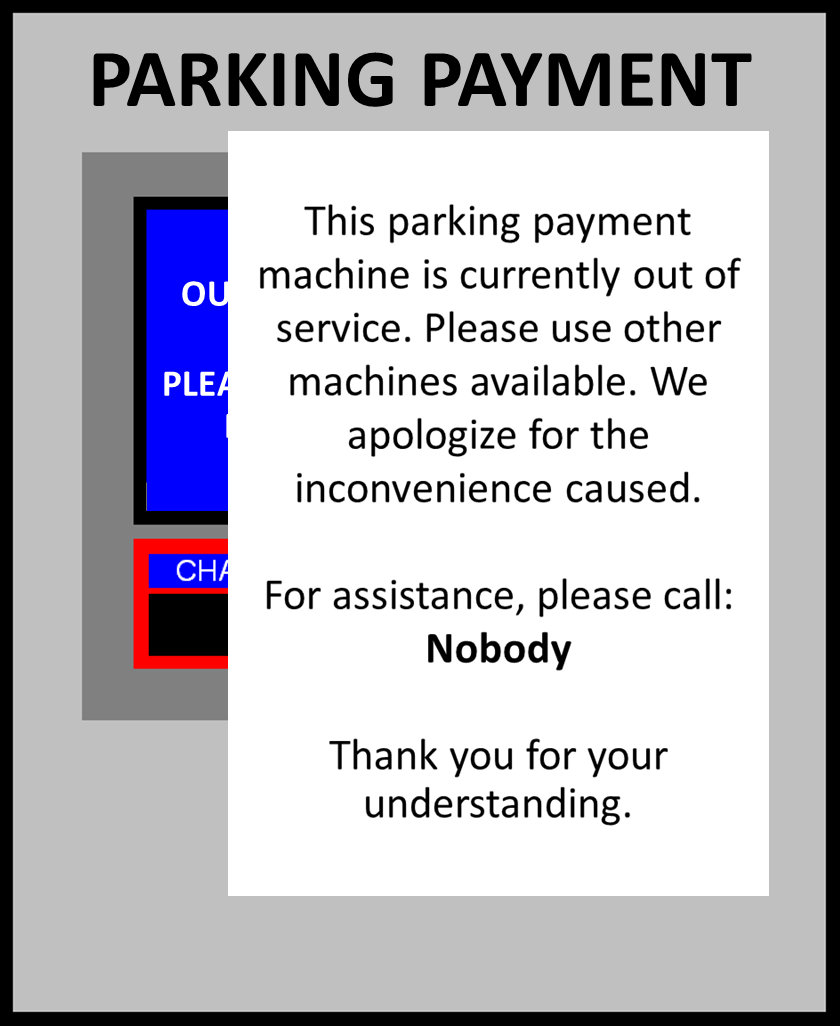 PARKING PAYMENT
This parking payment
machine is currently out of
service. Please use other
machines available. We
apologize for the
inconvenience caused.
For assistance, please call:
Nobody
Thank you for your
understanding.